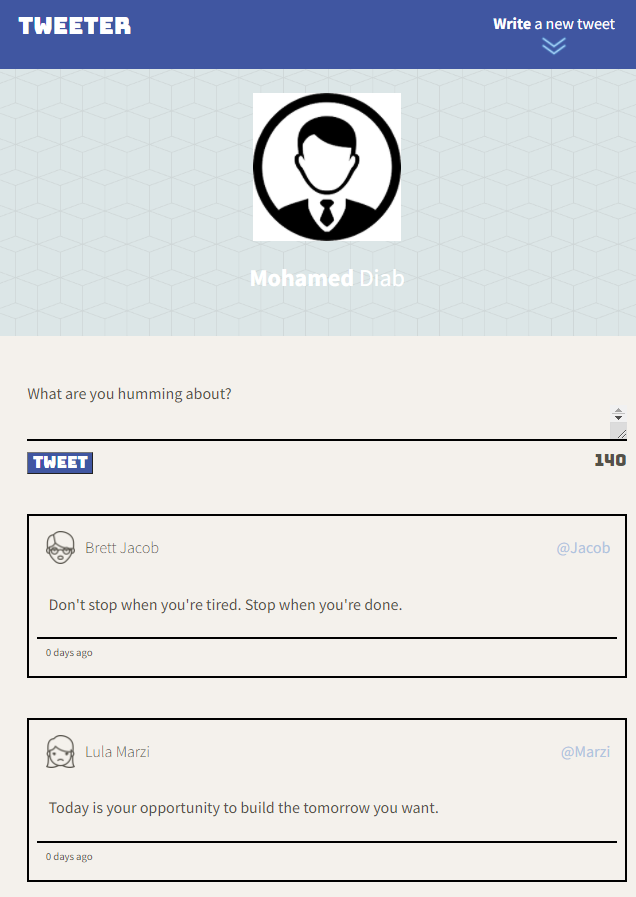 TWEETER
Write a new tweet
Mohamed Diab
What are you humming about?
TWEET
140
Brett Jacob
@Jacob
Don't stop when you're tired. Stop when you're done.
0 days ago
Lula Marzi
@Marzi
Today is your opportunity to build the tomorrow you want.
0 days ago